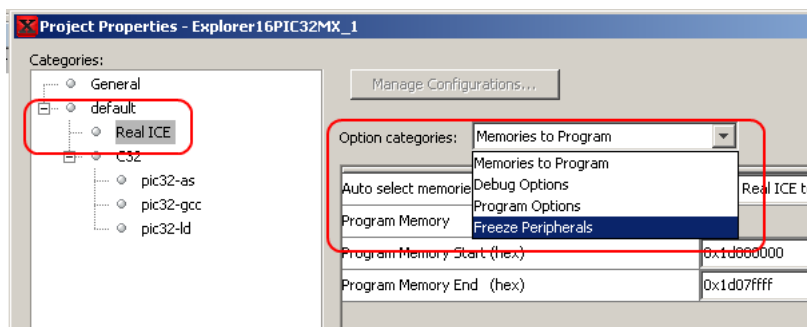 Project Properties - Explorer16PIC32MX_1
Categories:
General
default
Real ICE
C32
pic32-as
pic32-gcc
pic32-ld
Manage Configurations...
Option categories: Memories to Program
Memories to Program
Debug Options
Program Options
Freeze Peripherals
Auto select memorie Real ICE t
Program Memory
Program Memory Start (hex) 0x1d000000
Program Memory End (hex) 0x1d07ffff